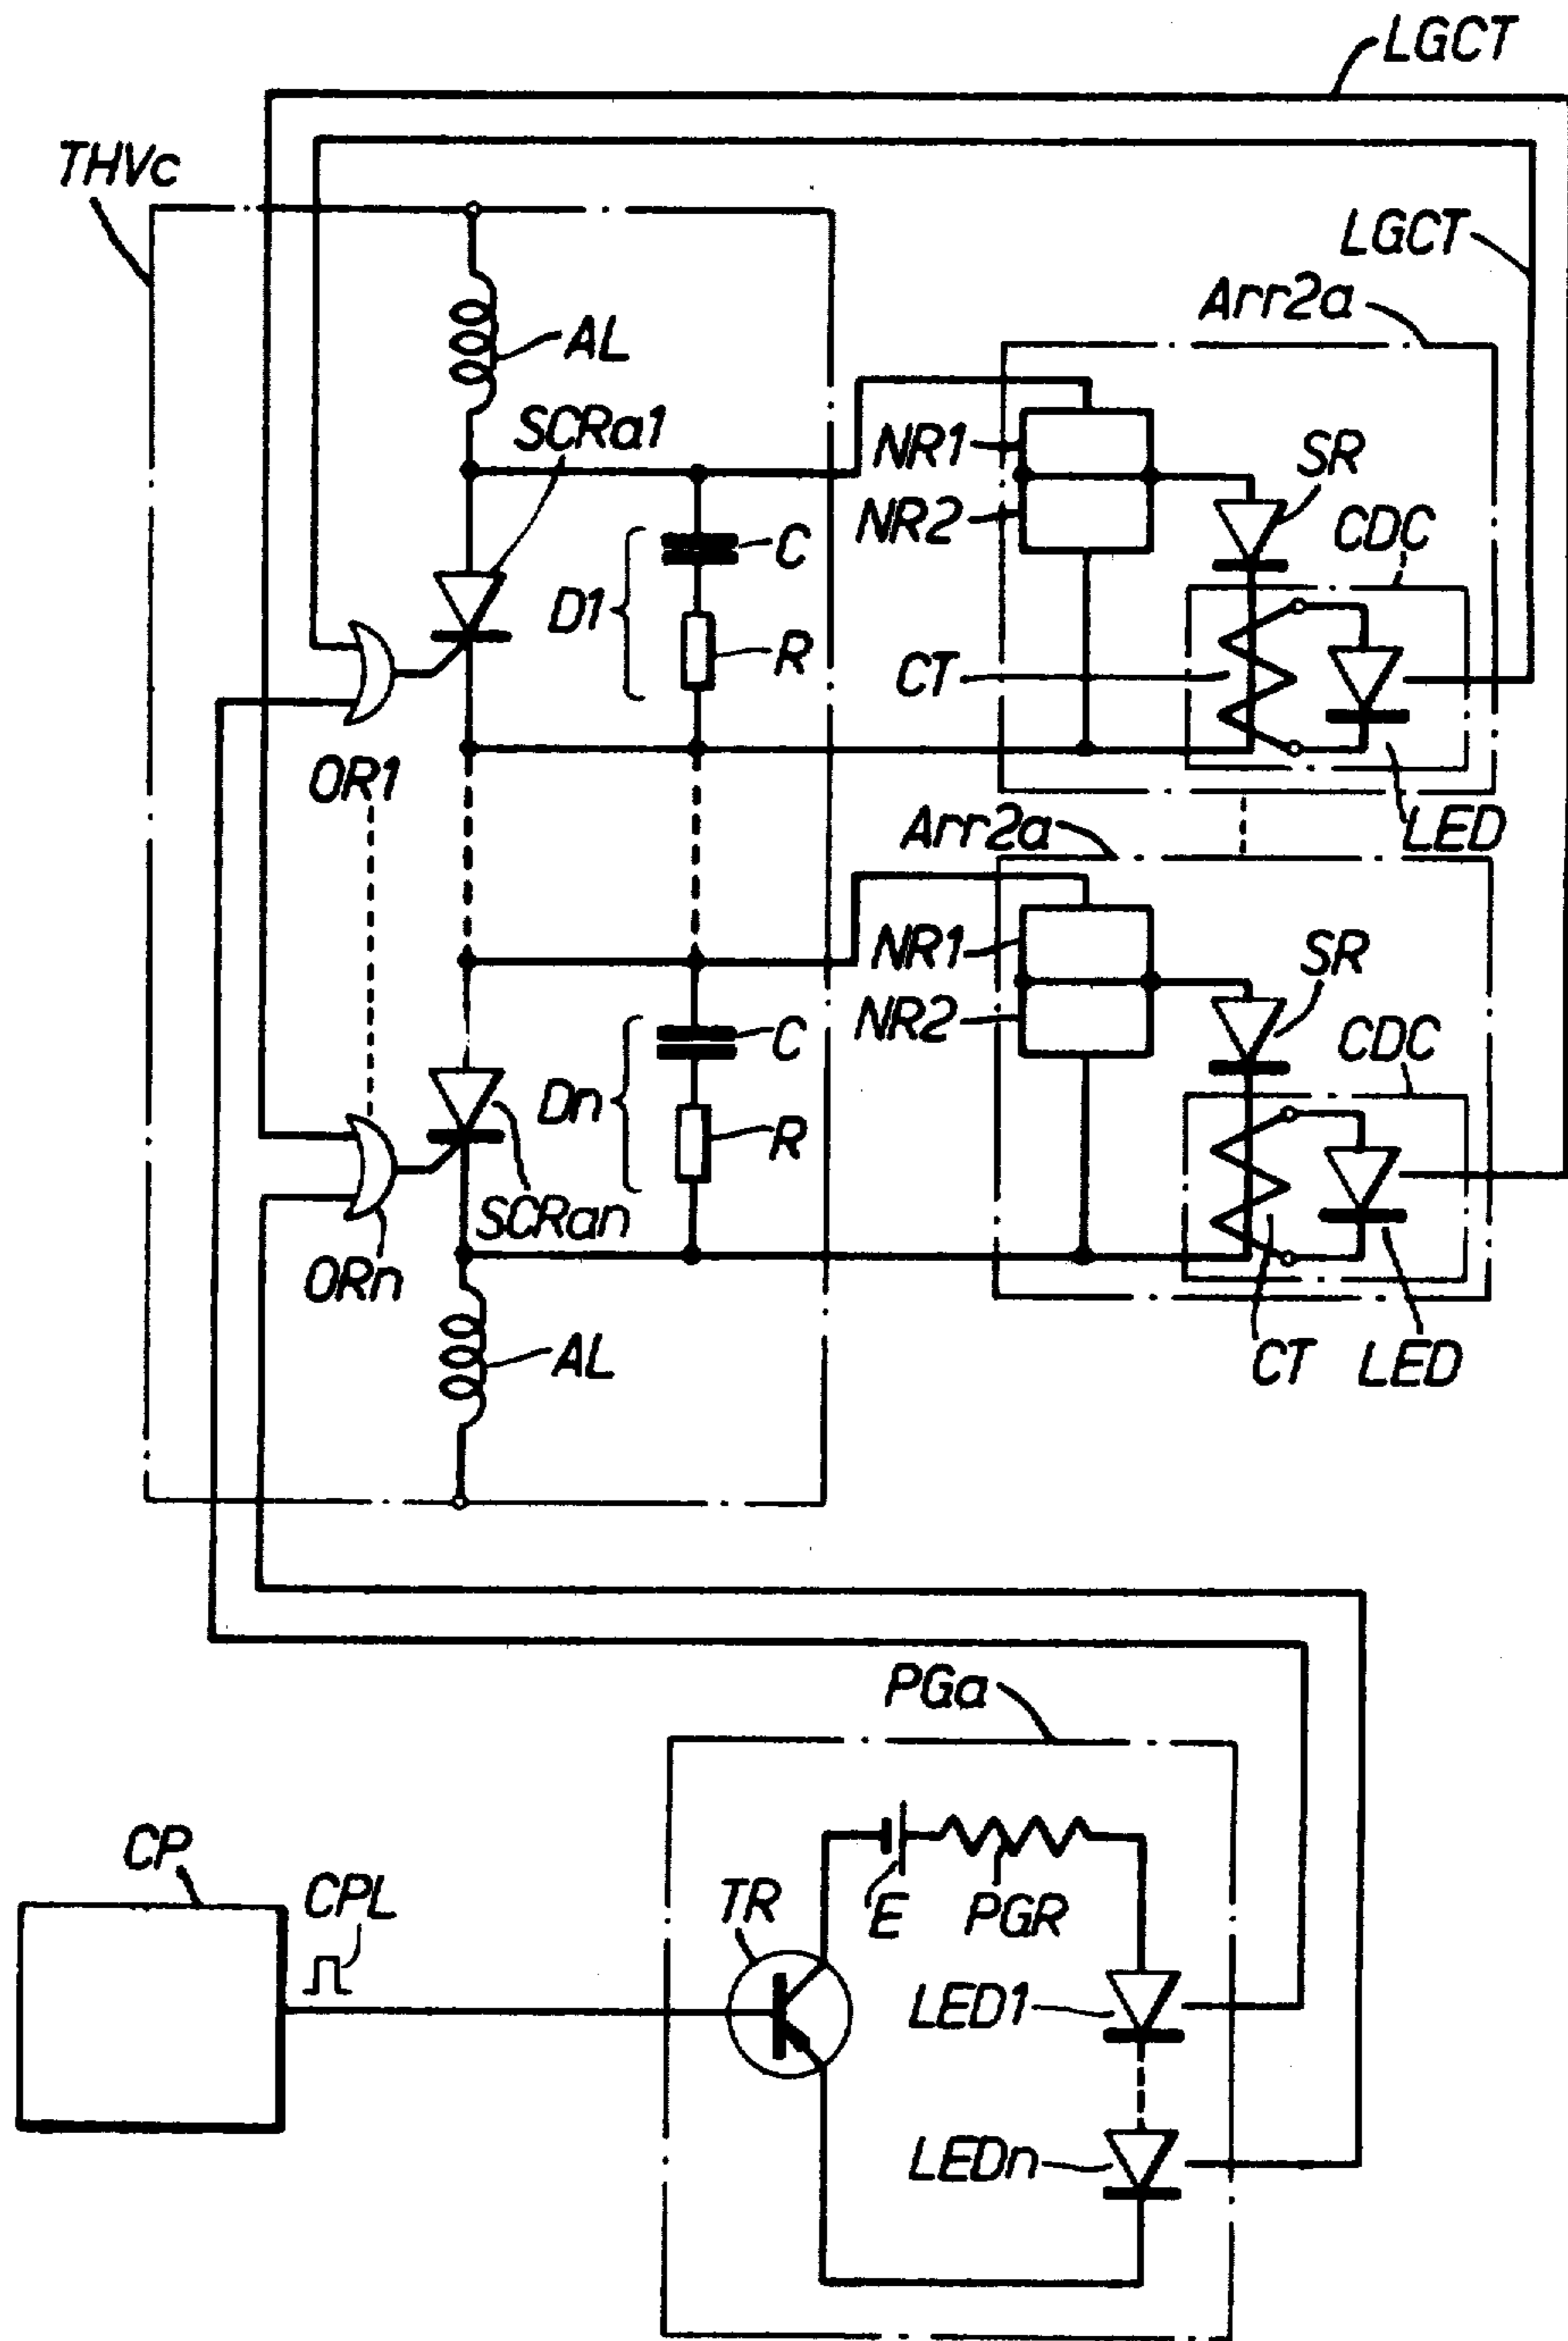 LGCT
THVc
LGCT
Arr2a
AL
SCRa1
NR1
SR
NR2
CDC
C
D1
R
CT
OR1
LED
Arr2a
NR1
SR
NR2
CDC
C
Dn
R
SCRan
ORn
AL
CT
LED
PGa
CP
CPL
TR
E
PGR
LED1
LEDn